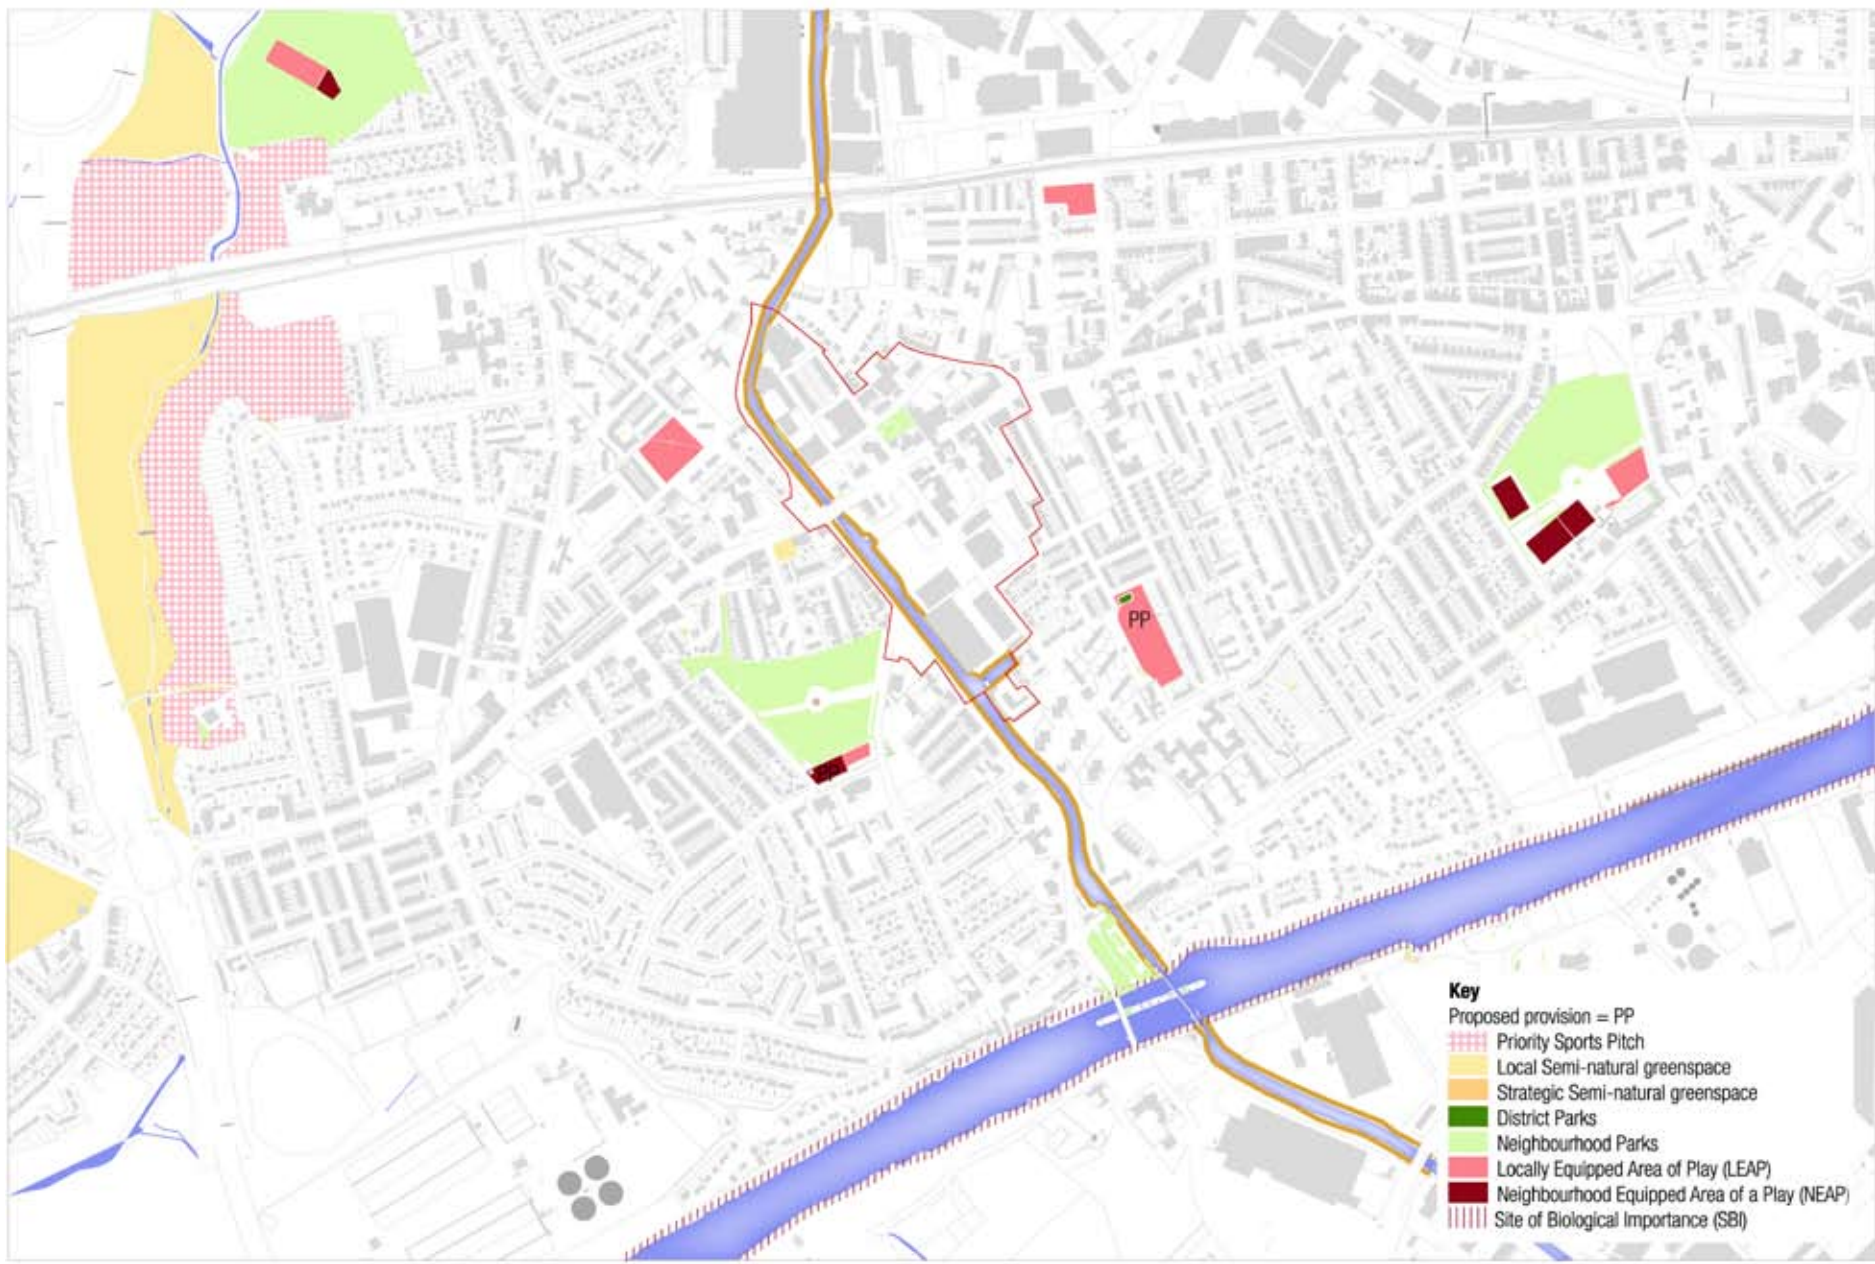 PP
Key
Proposed provision = PP
Priority Sports Pitch
Local Semi-natural greenspace
Strategic Semi-natural greenspace
District Parks
Neighbourhood Parks
Locally Equipped Area of Play (LEAP)
Neighbourhood Equipped Area of a Play (NEAP)
Site of Biological Importance (SBI)